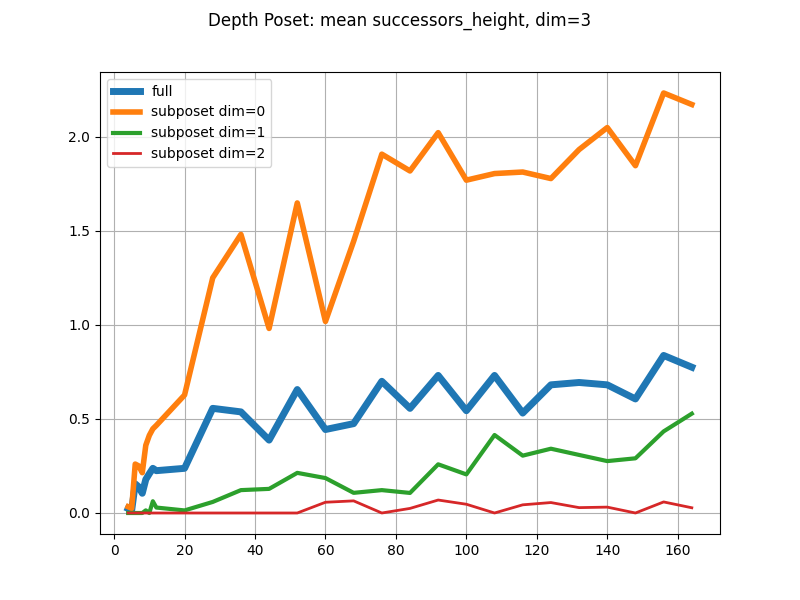 Depth Poset: mean successors_height, dim=3
full
subposet dim=0
subposet dim=1
subposet dim=2
2.0
1.5
1.0
0.5
0.0
0 20 40 60 80 100 120 140 160